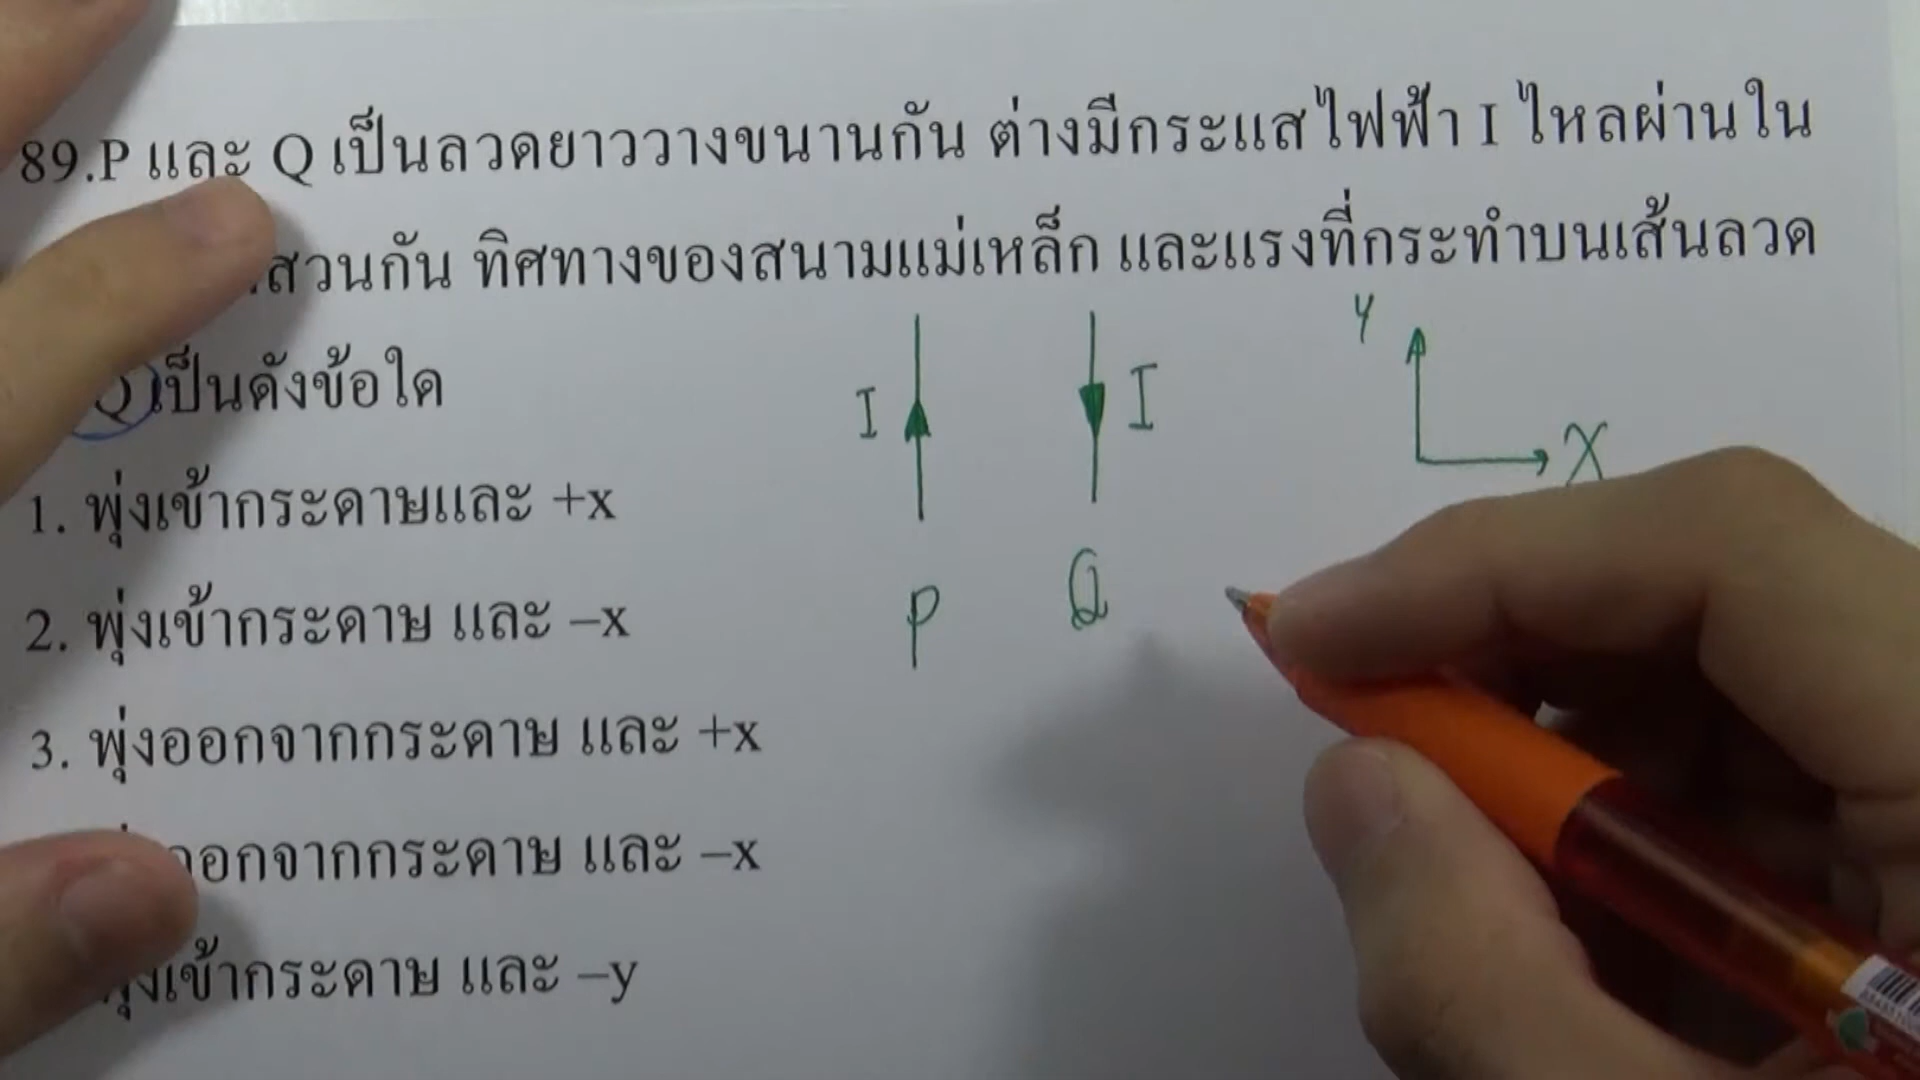 89.P และ Q เป็นลวดยาววางขนานกัน ต่างมีกระแสไฟฟ้า I ไหลผ่านใน
สวนกัน ทิศทางของสนามแม่เหล็ก และแรงที่กระทำบนเส้นลวด
Q เป็นดังข้อใด
1. พุ่งเข้ากระดาษและ +x
2. พุ่งเข้ากระดาษ และ –x
3. พุ่งออกจากกระดาษ และ +x
ออกจากกระดาษ และ –x
พุ่งเข้ากระดาษ และ –y
I
I
P
Q
y
X